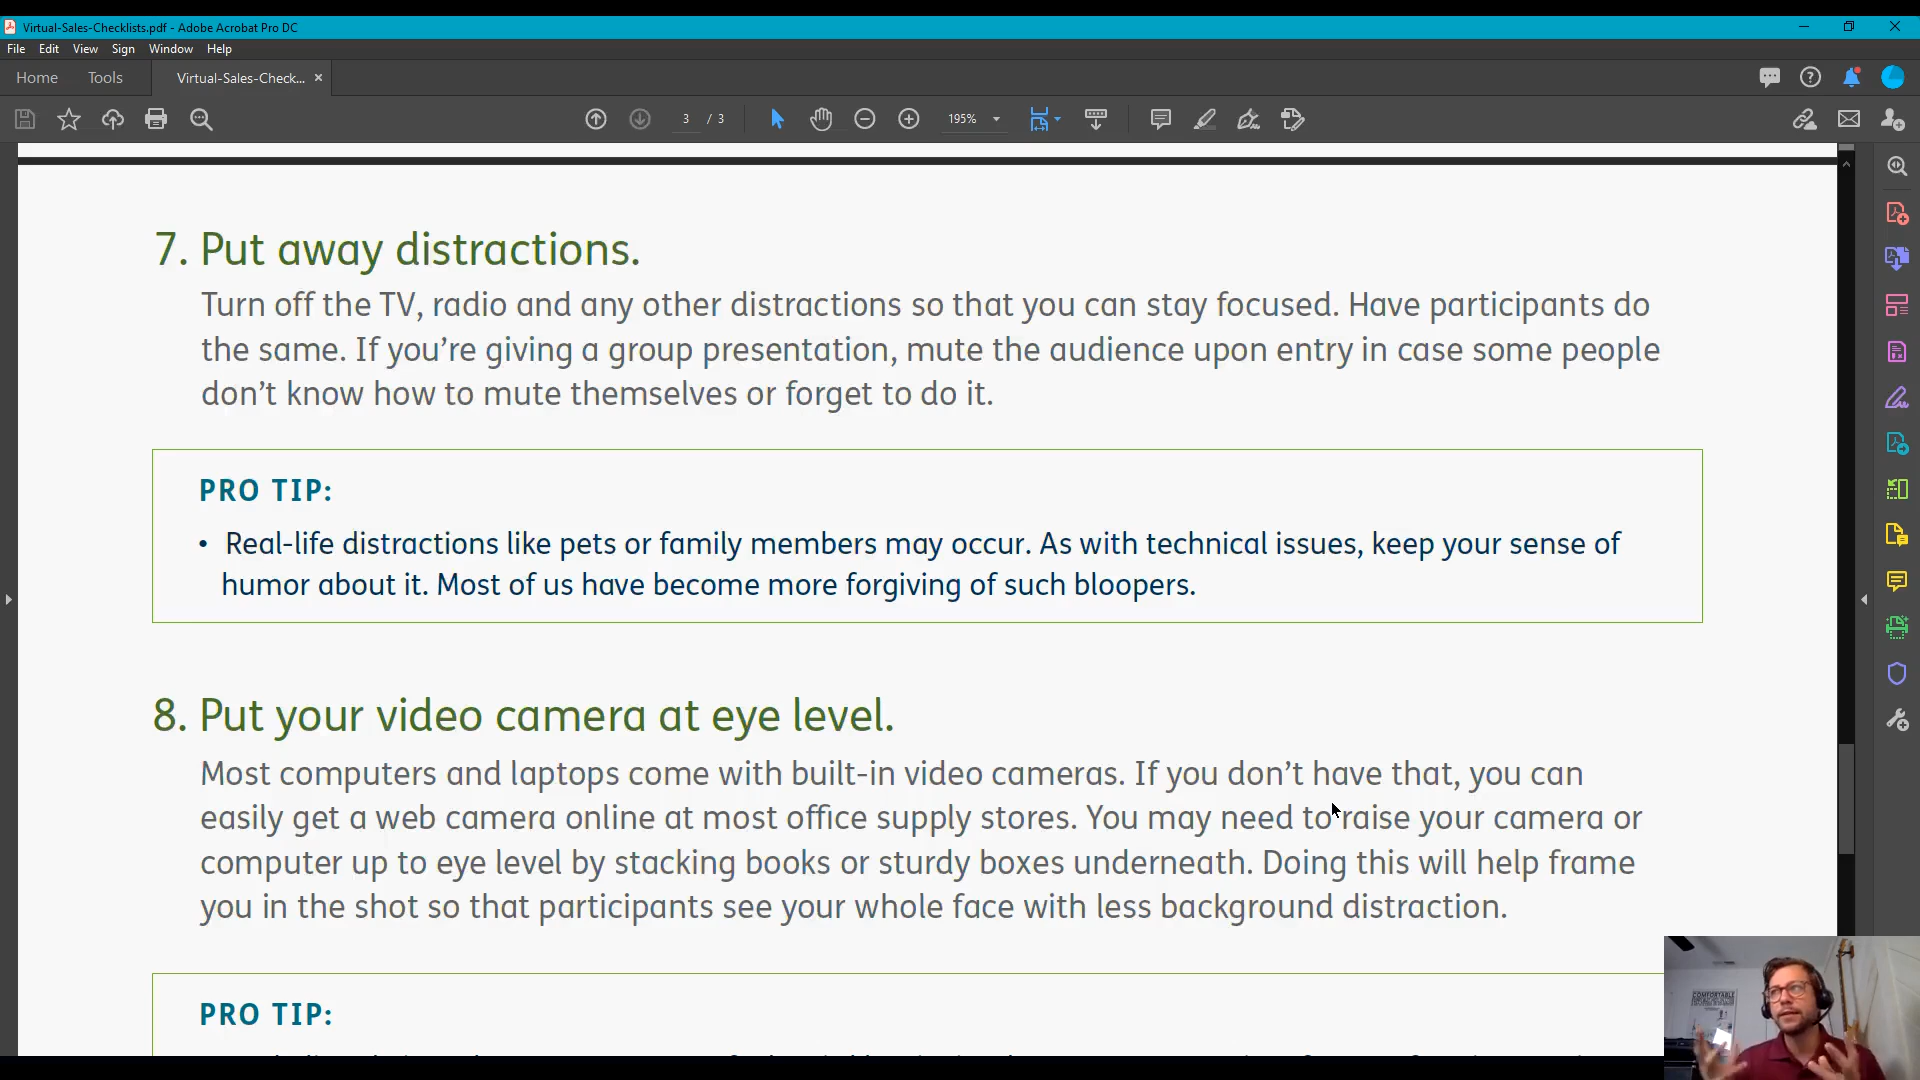 Virtual-Sales-Checklists.pdf - Adobe Acrobat Pro DC
File Edit View Sign Window Help
Home Tools Virtual-Sales-Check... ×
3 / 3 195%
7. Put away distractions.
Turn off the TV, radio and any other distractions so that you can stay focused. Have participants do
the same. If you’re giving a group presentation, mute the audience upon entry in case some people
don’t know how to mute themselves or forget to do it.
PRO TIP:
• Real-life distractions like pets or family members may occur. As with technical issues, keep your sense of
humor about it. Most of us have become more forgiving of such bloopers.
8. Put your video camera at eye level.
Most computers and laptops come with built-in video cameras. If you don’t have that, you can
easily get a web camera online at most office supply stores. You may need to raise your camera or
computer up to eye level by stacking books or sturdy boxes underneath. Doing this will help frame
you in the shot so that participants see your whole face with less background distraction.
PRO TIP:
COMFORTABLE